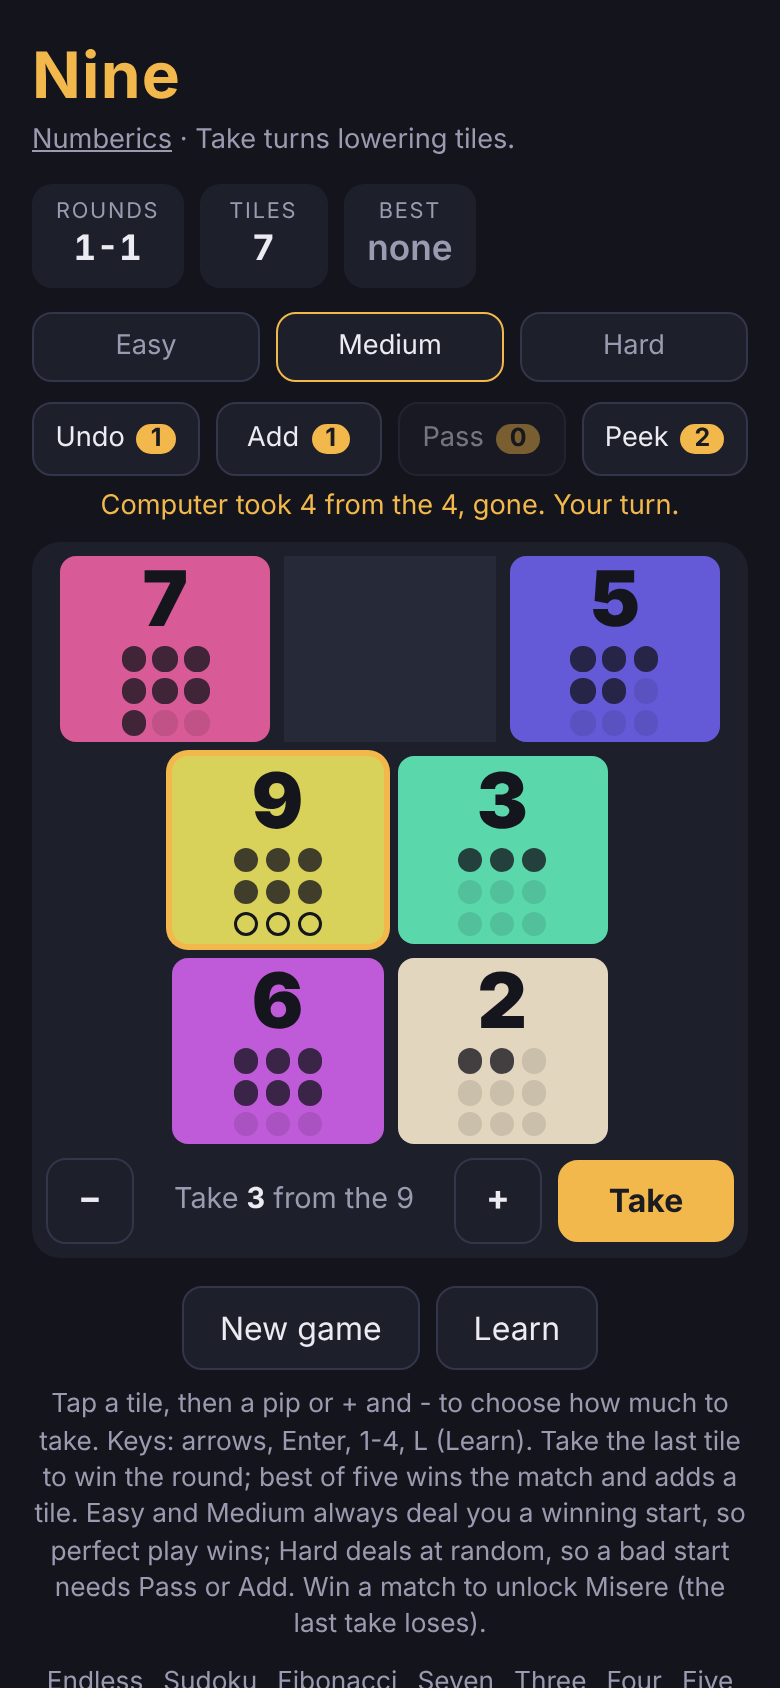 Nine
Numberics · Take turns lowering tiles.
ROUNDS TILES BEST
1-1 7 none
Easy Medium Hard
Undo 1 Add 1 Pass 0 Peek 2
Computer took 4 from the 4, gone. Your turn.
7 5
9 3
6 2
− Take 3 from the 9 + Take
New game Learn
Tap a tile, then a pip or + and - to choose how much to
take. Keys: arrows, Enter, 1-4, L (Learn). Take the last tile
to win the round; best of five wins the match and adds a
tile. Easy and Medium always deal you a winning start, so
perfect play wins; Hard deals at random, so a bad start
needs Pass or Add. Win a match to unlock Misere (the
last take loses).
Endless Sudoku Fibonacci Seven Three Four Five